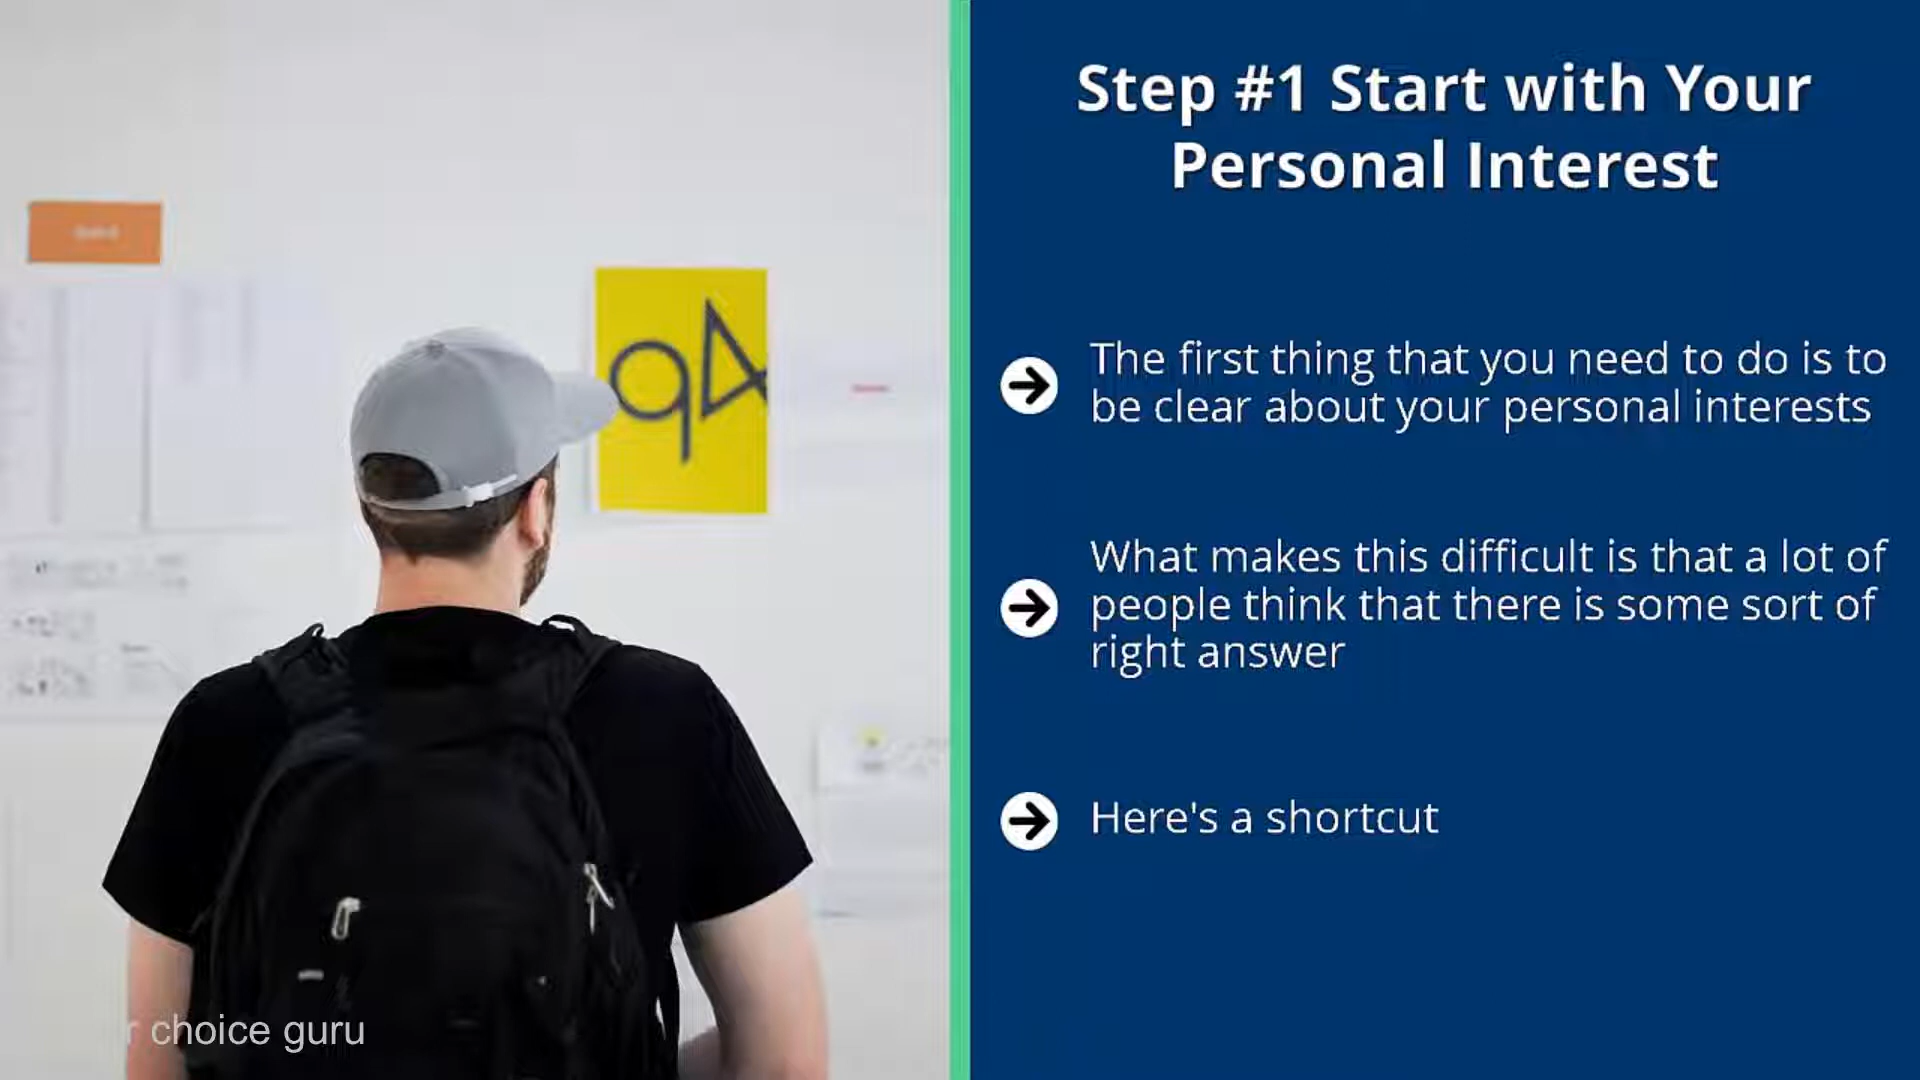 Step #1 Start with Your
Personal Interest
The first thing that you need to do is to
be clear about your personal interests
What makes this difficult is that a lot of
people think that there is some sort of
right answer
Here's a shortcut
94
r choice guru